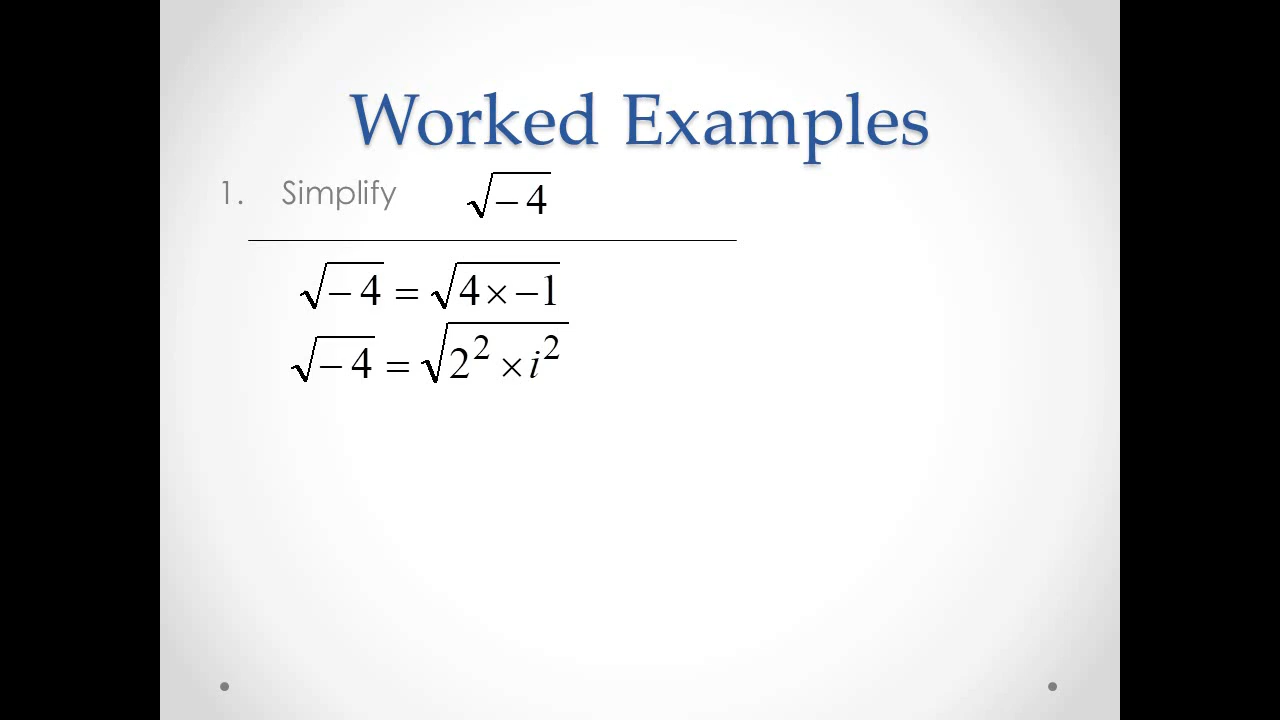 Worked Examples
1. Simplify √−4
√−4 = √4 × −1
√−4 = √2² × i²